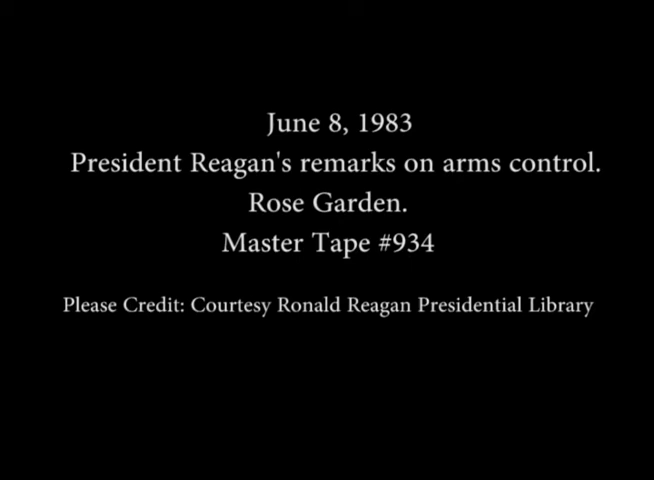 June 8, 1983
President Reagan's remarks on arms control.
Rose Garden.
Master Tape #934
Please Credit: Courtesy Ronald Reagan Presidential Library